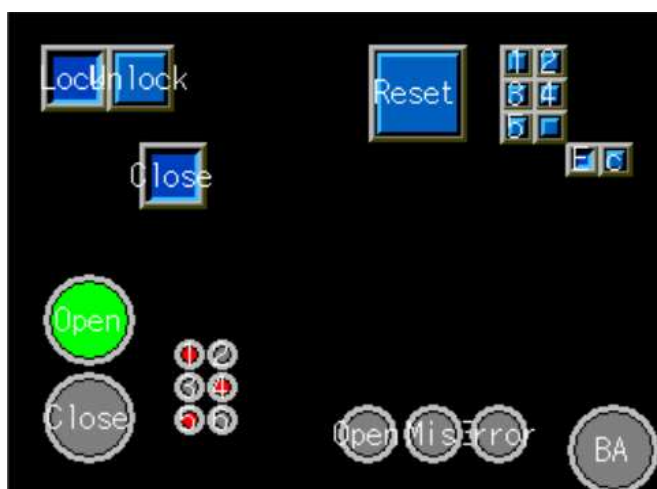 Lock Unlock
Reset
1 2
3 4
5
Close
E C
Open
1 2
3 4
5 6
Close
Open Mis Error
BA